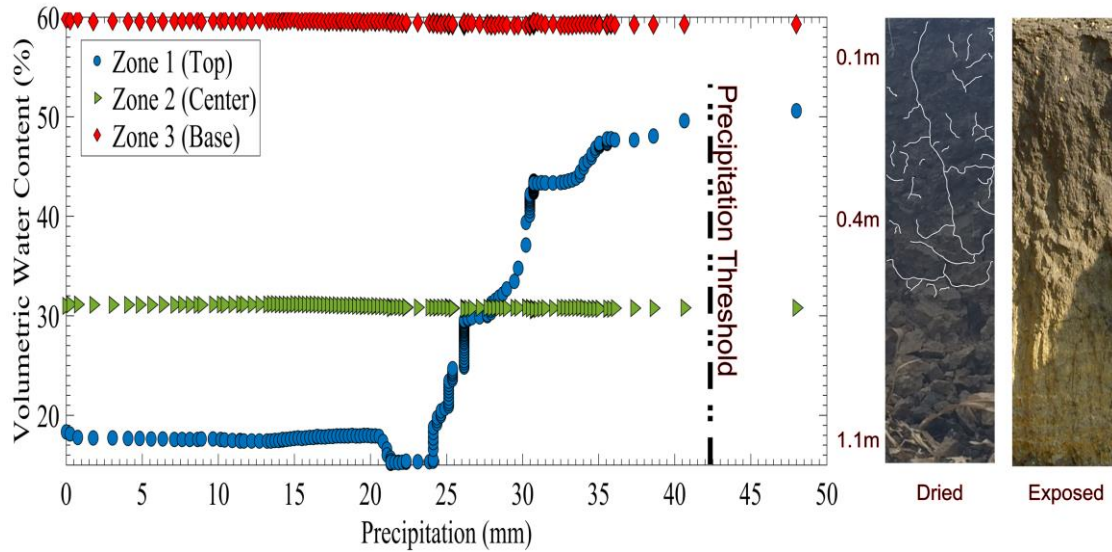 60
50
40
30
20
Volumetric Water Content (%)
Zone 1 (Top)
Zone 2 (Center)
Zone 3 (Base)
Precipitation Threshold
0
5
10
15
20
25
30
35
40
45
50
Precipitation (mm)
0.1m
0.4m
1.1m
Dried
Exposed